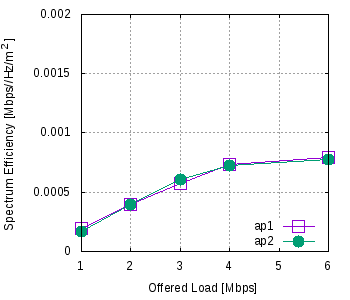 0.002
0.0015
0.001
0.0005
0
Spectrum Efficiency [Mbps//Hz/m²]
1 2 3 4 5 6
Offered Load [Mbps]
ap1
ap2